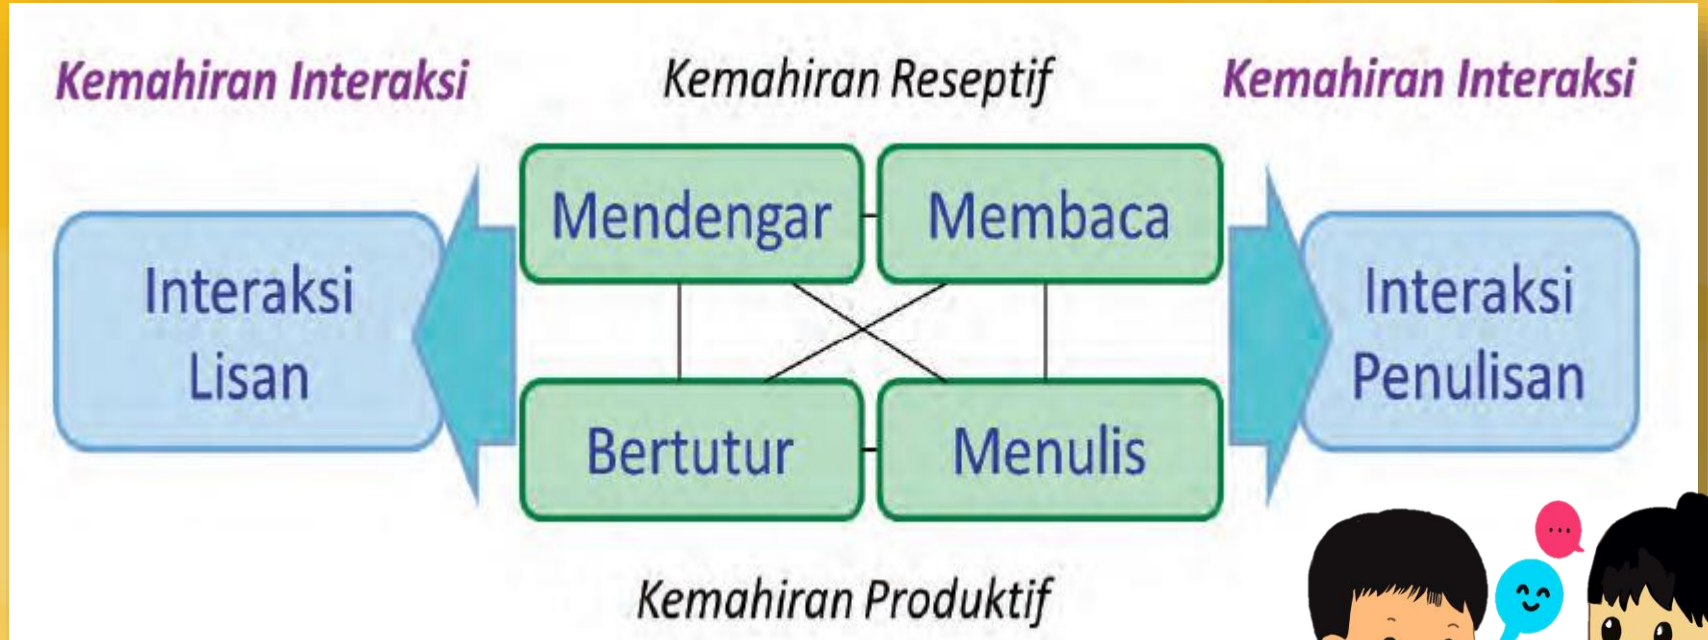 Kemahiran Interaksi
Kemahiran Reseptif
Kemahiran Interaksi
Mendengar
Membaca
Interaksi
Lisan
Interaksi
Penulisan
Bertutur
Menulis
Kemahiran Produktif
...